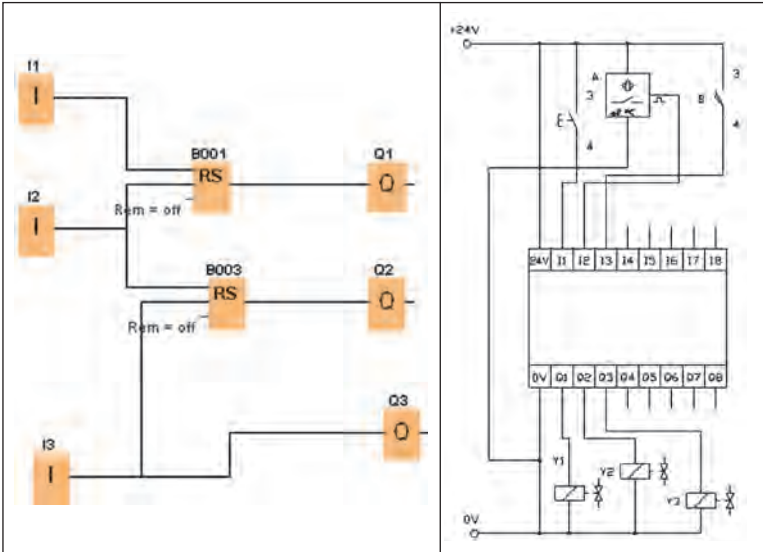 I1
I
B001
RS
Rem = off
Q1
Q
I2
I
B003
RS
Rem = off
Q2
Q
Q3
Q
I3
I
+24V
A
3
3
B
4
E
4
24V I1 I2 I3 I4 I5 I6 I7 I8
0V Q1 Q2 Q3 Q4 Q5 Q6 Q7 Q8
Y1
Y2
Y3
0V